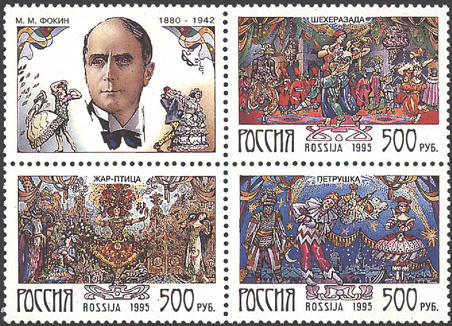 М. М. ФОКИН 1880 - 1942
ШЕХЕРАЗАДА
РОССИЯ 500 РУБ.
ROSSIJA 1995
ЖАР-ПТИЦА
РОССИЯ 500 РУБ.
ROSSIJA 1995
ПЕТРУШКА
РОССИЯ 500 РУБ.
ROSSIJA 1995